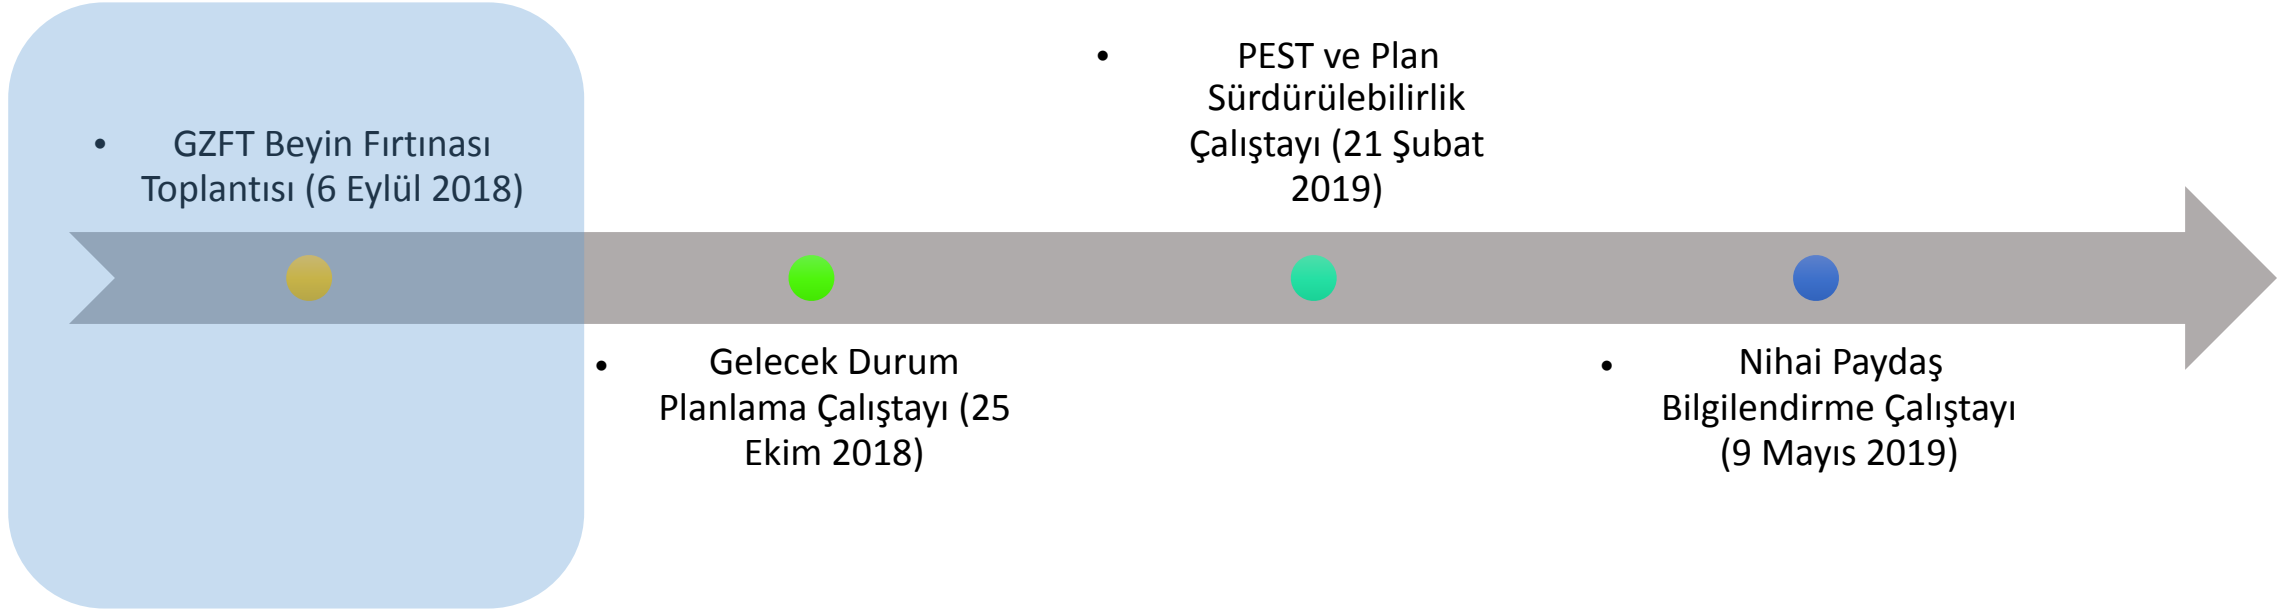 • GZFT Beyin Fırtınası
Toplantısı (6 Eylül 2018)
• Gelecek Durum
Planlama Çalıştayı (25
Ekim 2018)
• PEST ve Plan
Sürdürülebilirlik
Çalıştayı (21 Şubat
2019)
• Nihai Paydaş
Bilgilendirme Çalıştayı
(9 Mayıs 2019)